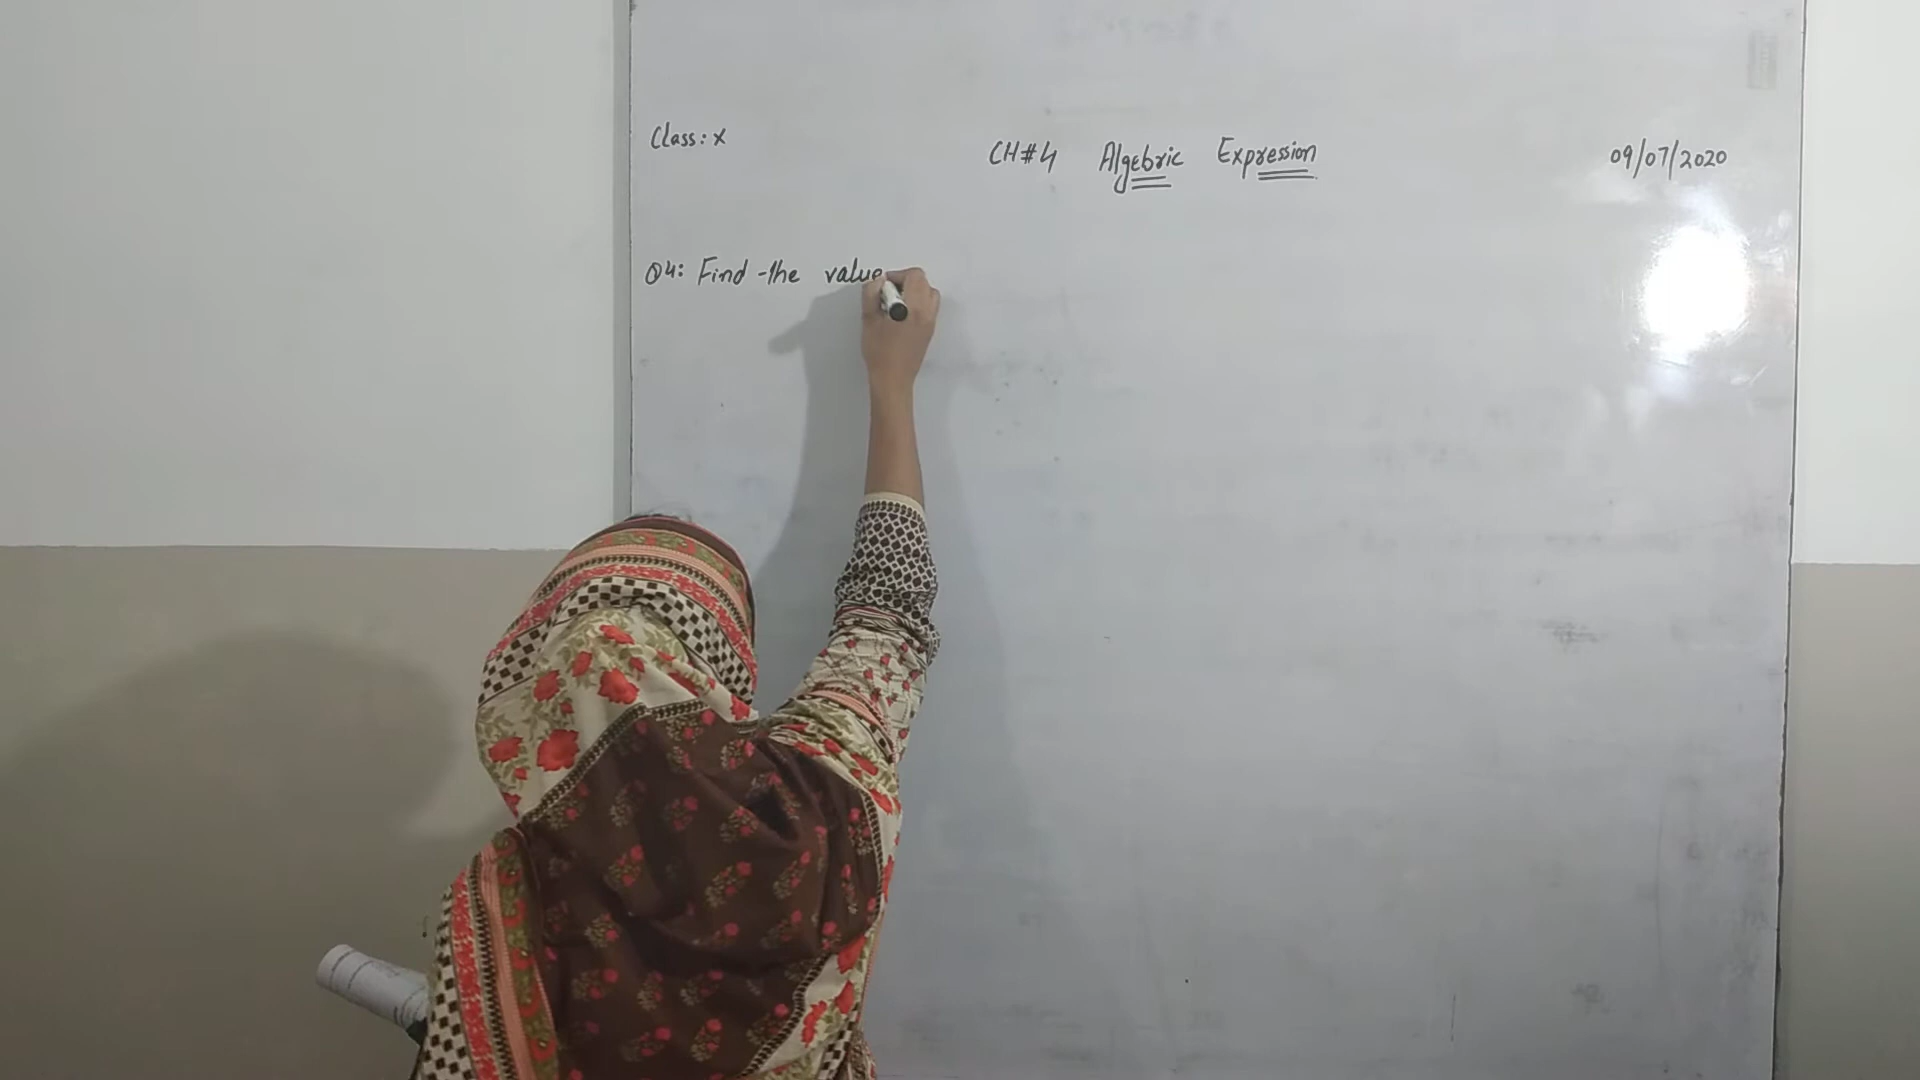 Class: X
CH#4 Algebric Expression
09/07/2020
Q4: Find the value